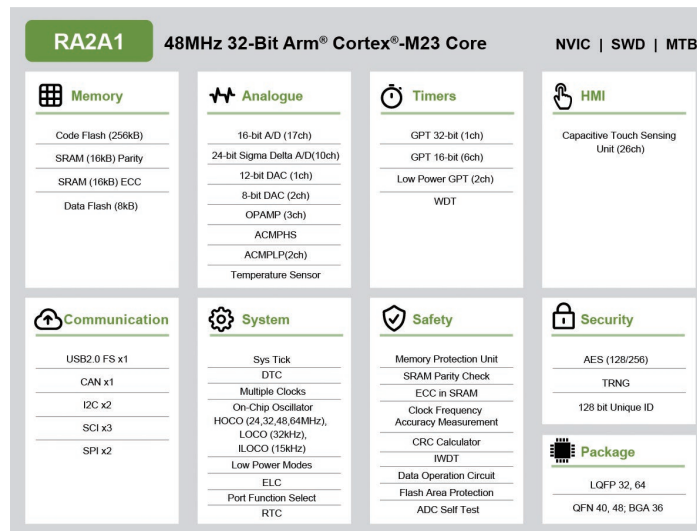 RA2A1
48MHz 32-Bit Arm® Cortex®-M23 Core
NVIC | SWD | MTB
Memory
Code Flash (256kB)
SRAM (16kB) Parity
SRAM (16kB) ECC
Data Flash (8kB)
Analogue
16-bit A/D (17ch)
24-bit Sigma Delta A/D(10ch)
12-bit DAC (1ch)
8-bit DAC (2ch)
OPAMP (3ch)
ACMPHS
ACMPLP(2ch)
Temperature Sensor
Timers
GPT 32-bit (1ch)
GPT 16-bit (6ch)
Low Power GPT (2ch)
WDT
HMI
Capacitive Touch Sensing
Unit (26ch)
Communication
USB2.0 FS x1
CAN x1
I2C x2
SCI x3
SPI x2
System
Sys Tick
DTC
Multiple Clocks
On-Chip Oscillator
HOCO (24,32,48,64MHz),
LOCO (32kHz),
ILOCO (15kHz)
Low Power Modes
ELC
Port Function Select
RTC
Safety
Memory Protection Unit
SRAM Parity Check
ECC in SRAM
Clock Frequency
Accuracy Measurement
CRC Calculator
IWDT
Data Operation Circuit
Flash Area Protection
ADC Self Test
Security
AES (128/256)
TRNG
128 bit Unique ID
Package
LQFP 32, 64
QFN 40, 48; BGA 36